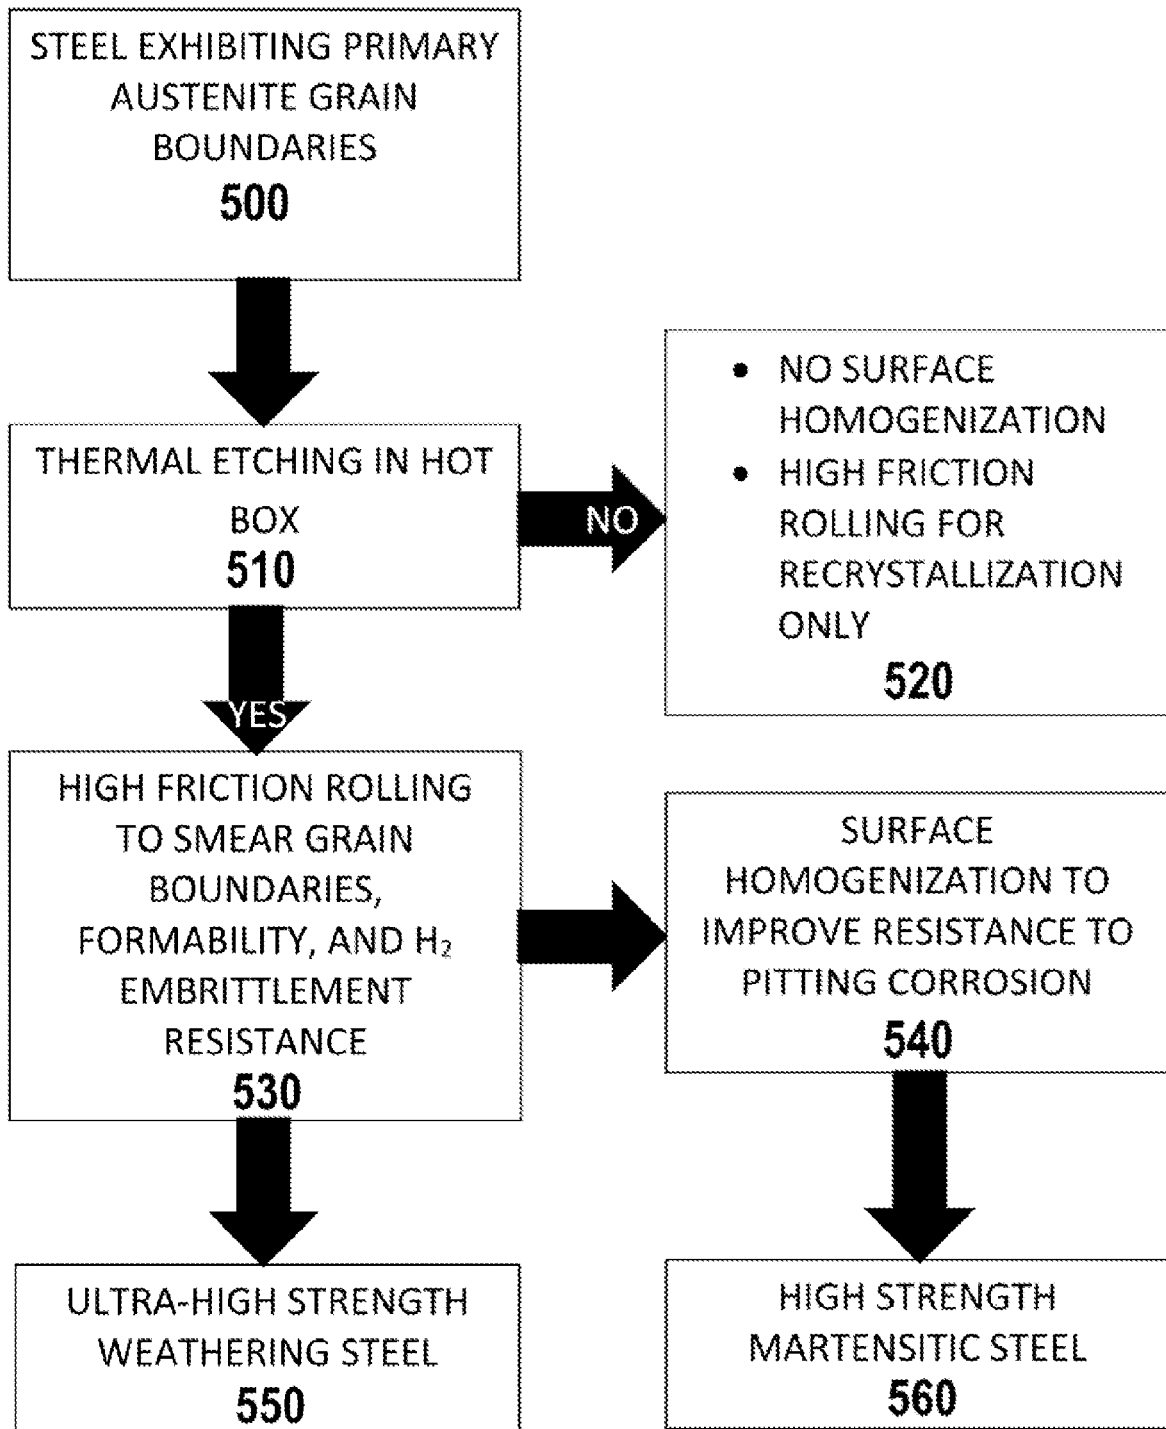 STEEL EXHIBITING PRIMARY
AUSTENITE GRAIN
BOUNDARIES
500
THERMAL ETCHING IN HOT
BOX
510
NO
• NO SURFACE
HOMOGENIZATION
• HIGH FRICTION
ROLLING FOR
RECRYSTALLIZATION
ONLY
520
YES
HIGH FRICTION ROLLING
TO SMEAR GRAIN
BOUNDARIES,
FORMABILITY, AND H₂
EMBRITTLEMENT
RESISTANCE
530
SURFACE
HOMOGENIZATION TO
IMPROVE RESISTANCE TO
PITTING CORROSION
540
ULTRA-HIGH STRENGTH
WEATHERING STEEL
550
HIGH STRENGTH
MARTENSITIC STEEL
560